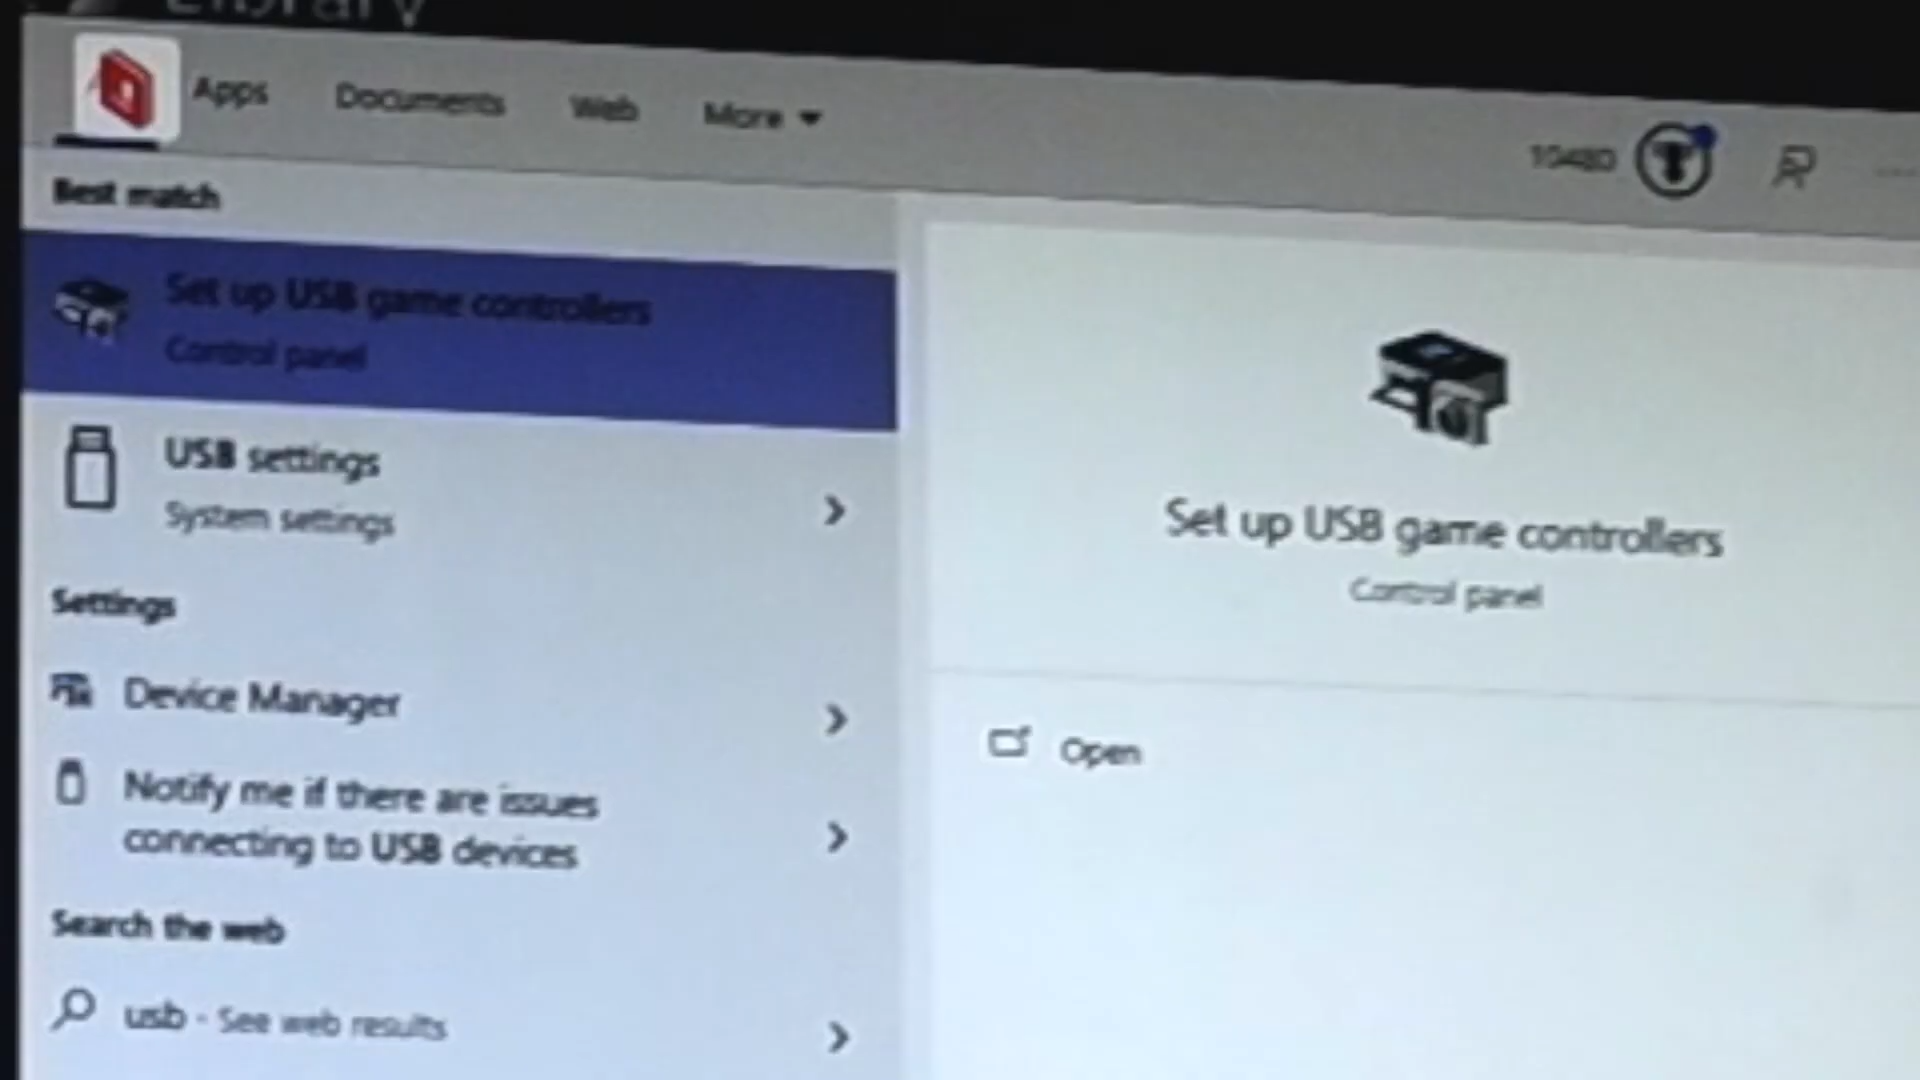 Library
Apps Documents Web More
10480
Best match
Set up USB game controllers
Control panel
USB settings
System settings
Settings
Device Manager
Notify me if there are issues
connecting to USB devices
Search the web
usb - See web results
Set up USB game controllers
Control panel
Open